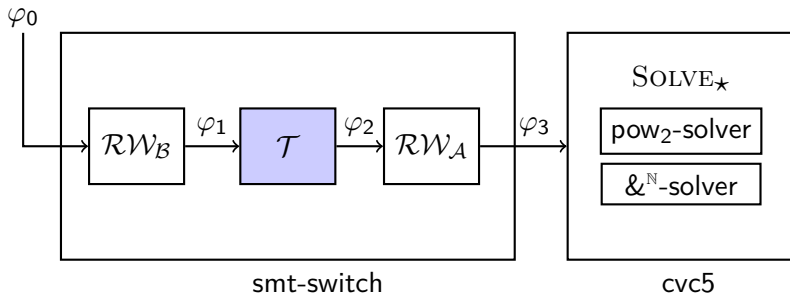 φ₀
φ₁ φ₂ φ₃
ℛ𝒲_ℬ 𝒯 ℛ𝒲_𝒜
SOLVE⋆
pow₂-solver
&ᴺ-solver
smt-switch cvc5